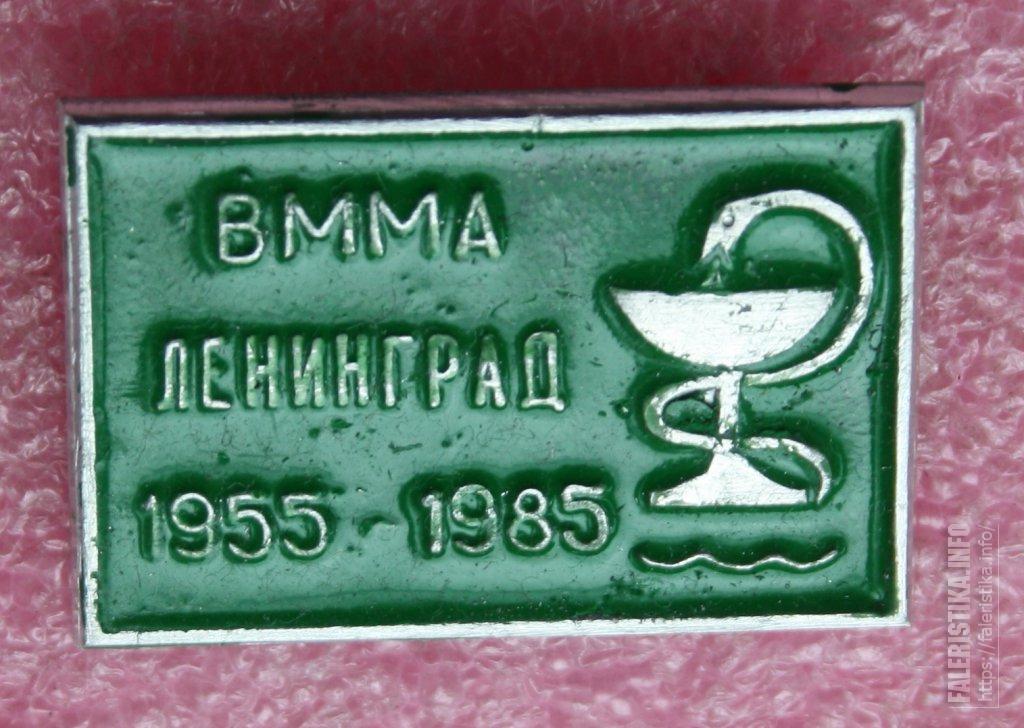 ВММА
ЛЕНИНГРАД
1955 - 1985
FALERISTIKA.INFO
https://faleristika.info/